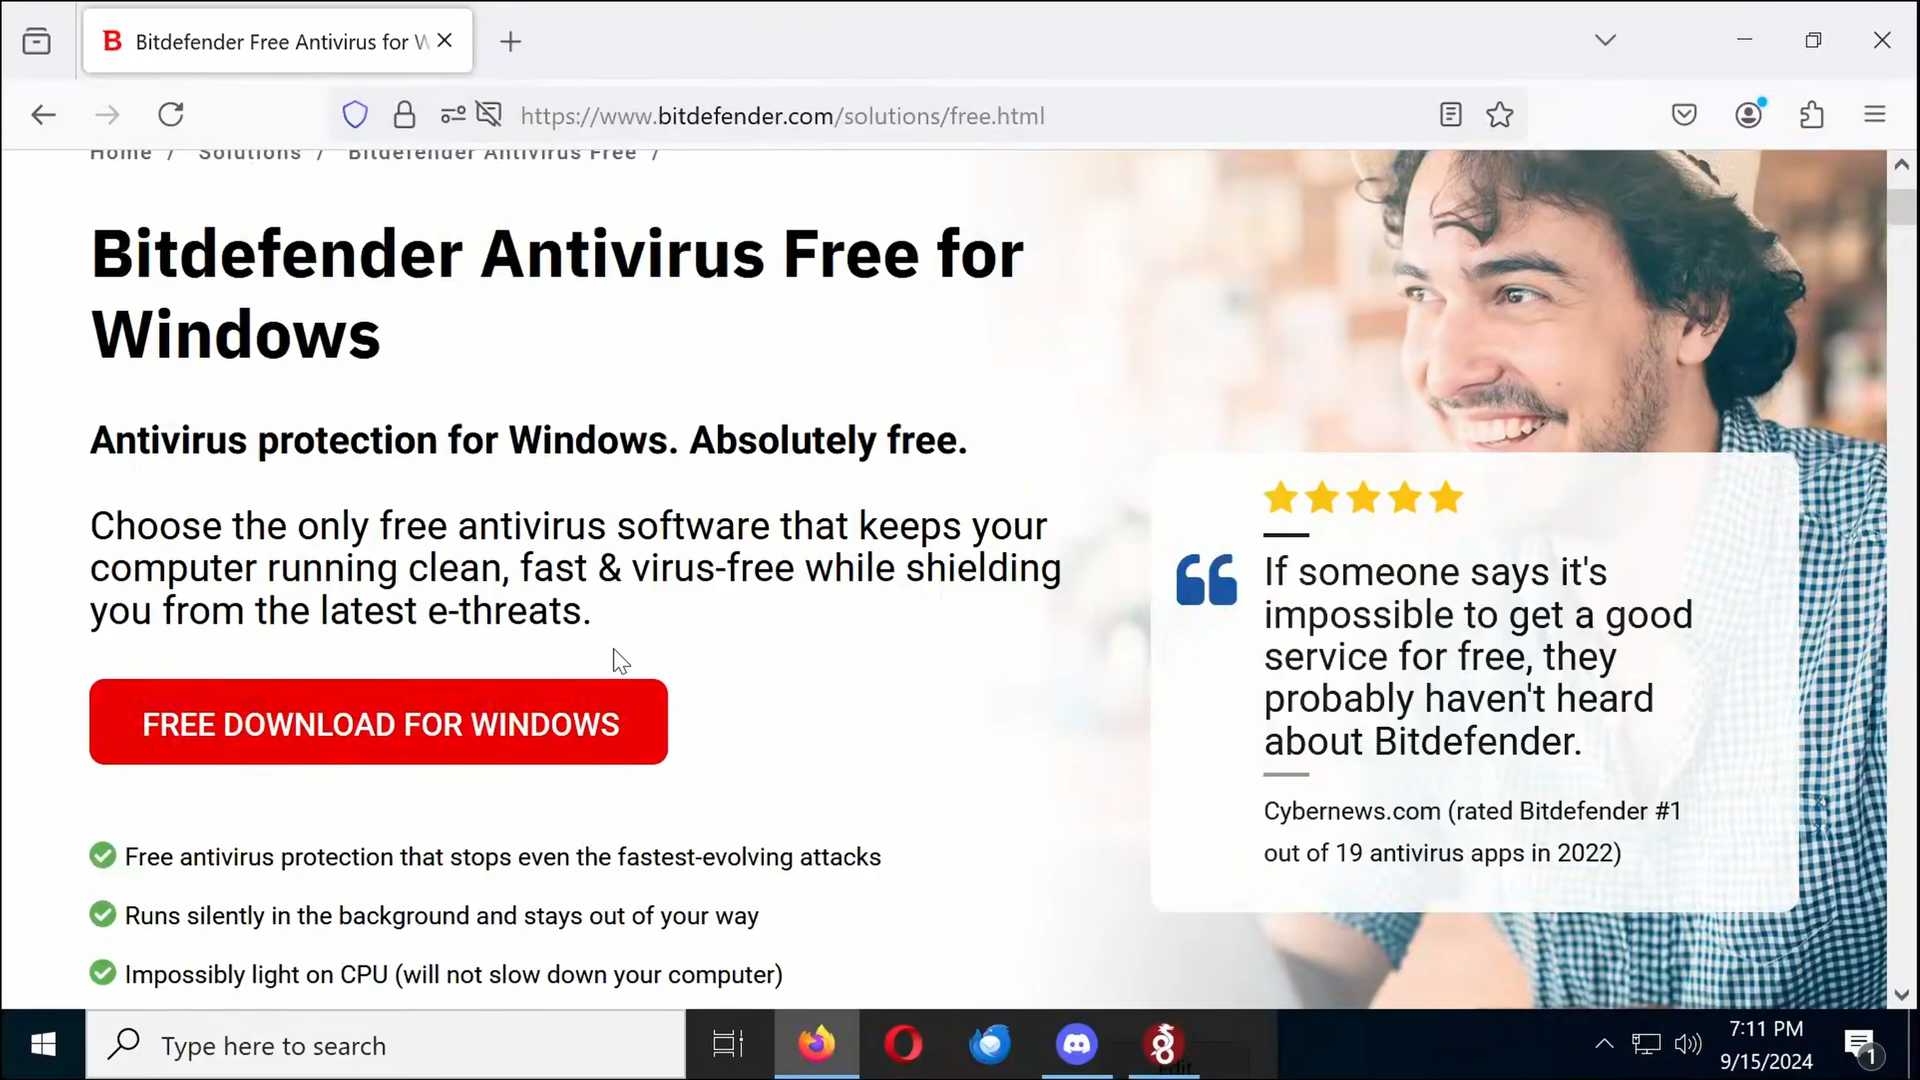 B Bitdefender Free Antivirus for W
https://www.bitdefender.com/solutions/free.html
Home / Solutions / Bitdefender Antivirus Free /
Bitdefender Antivirus Free for
Windows
Antivirus protection for Windows. Absolutely free.
Choose the only free antivirus software that keeps your
computer running clean, fast & virus-free while shielding
you from the latest e-threats.
FREE DOWNLOAD FOR WINDOWS
Free antivirus protection that stops even the fastest-evolving attacks
Runs silently in the background and stays out of your way
Impossibly light on CPU (will not slow down your computer)
If someone says it's
impossible to get a good
service for free, they
probably haven't heard
about Bitdefender.
Cybernews.com (rated Bitdefender #1
out of 19 antivirus apps in 2022)
Type here to search
7:11 PM
9/15/2024
1